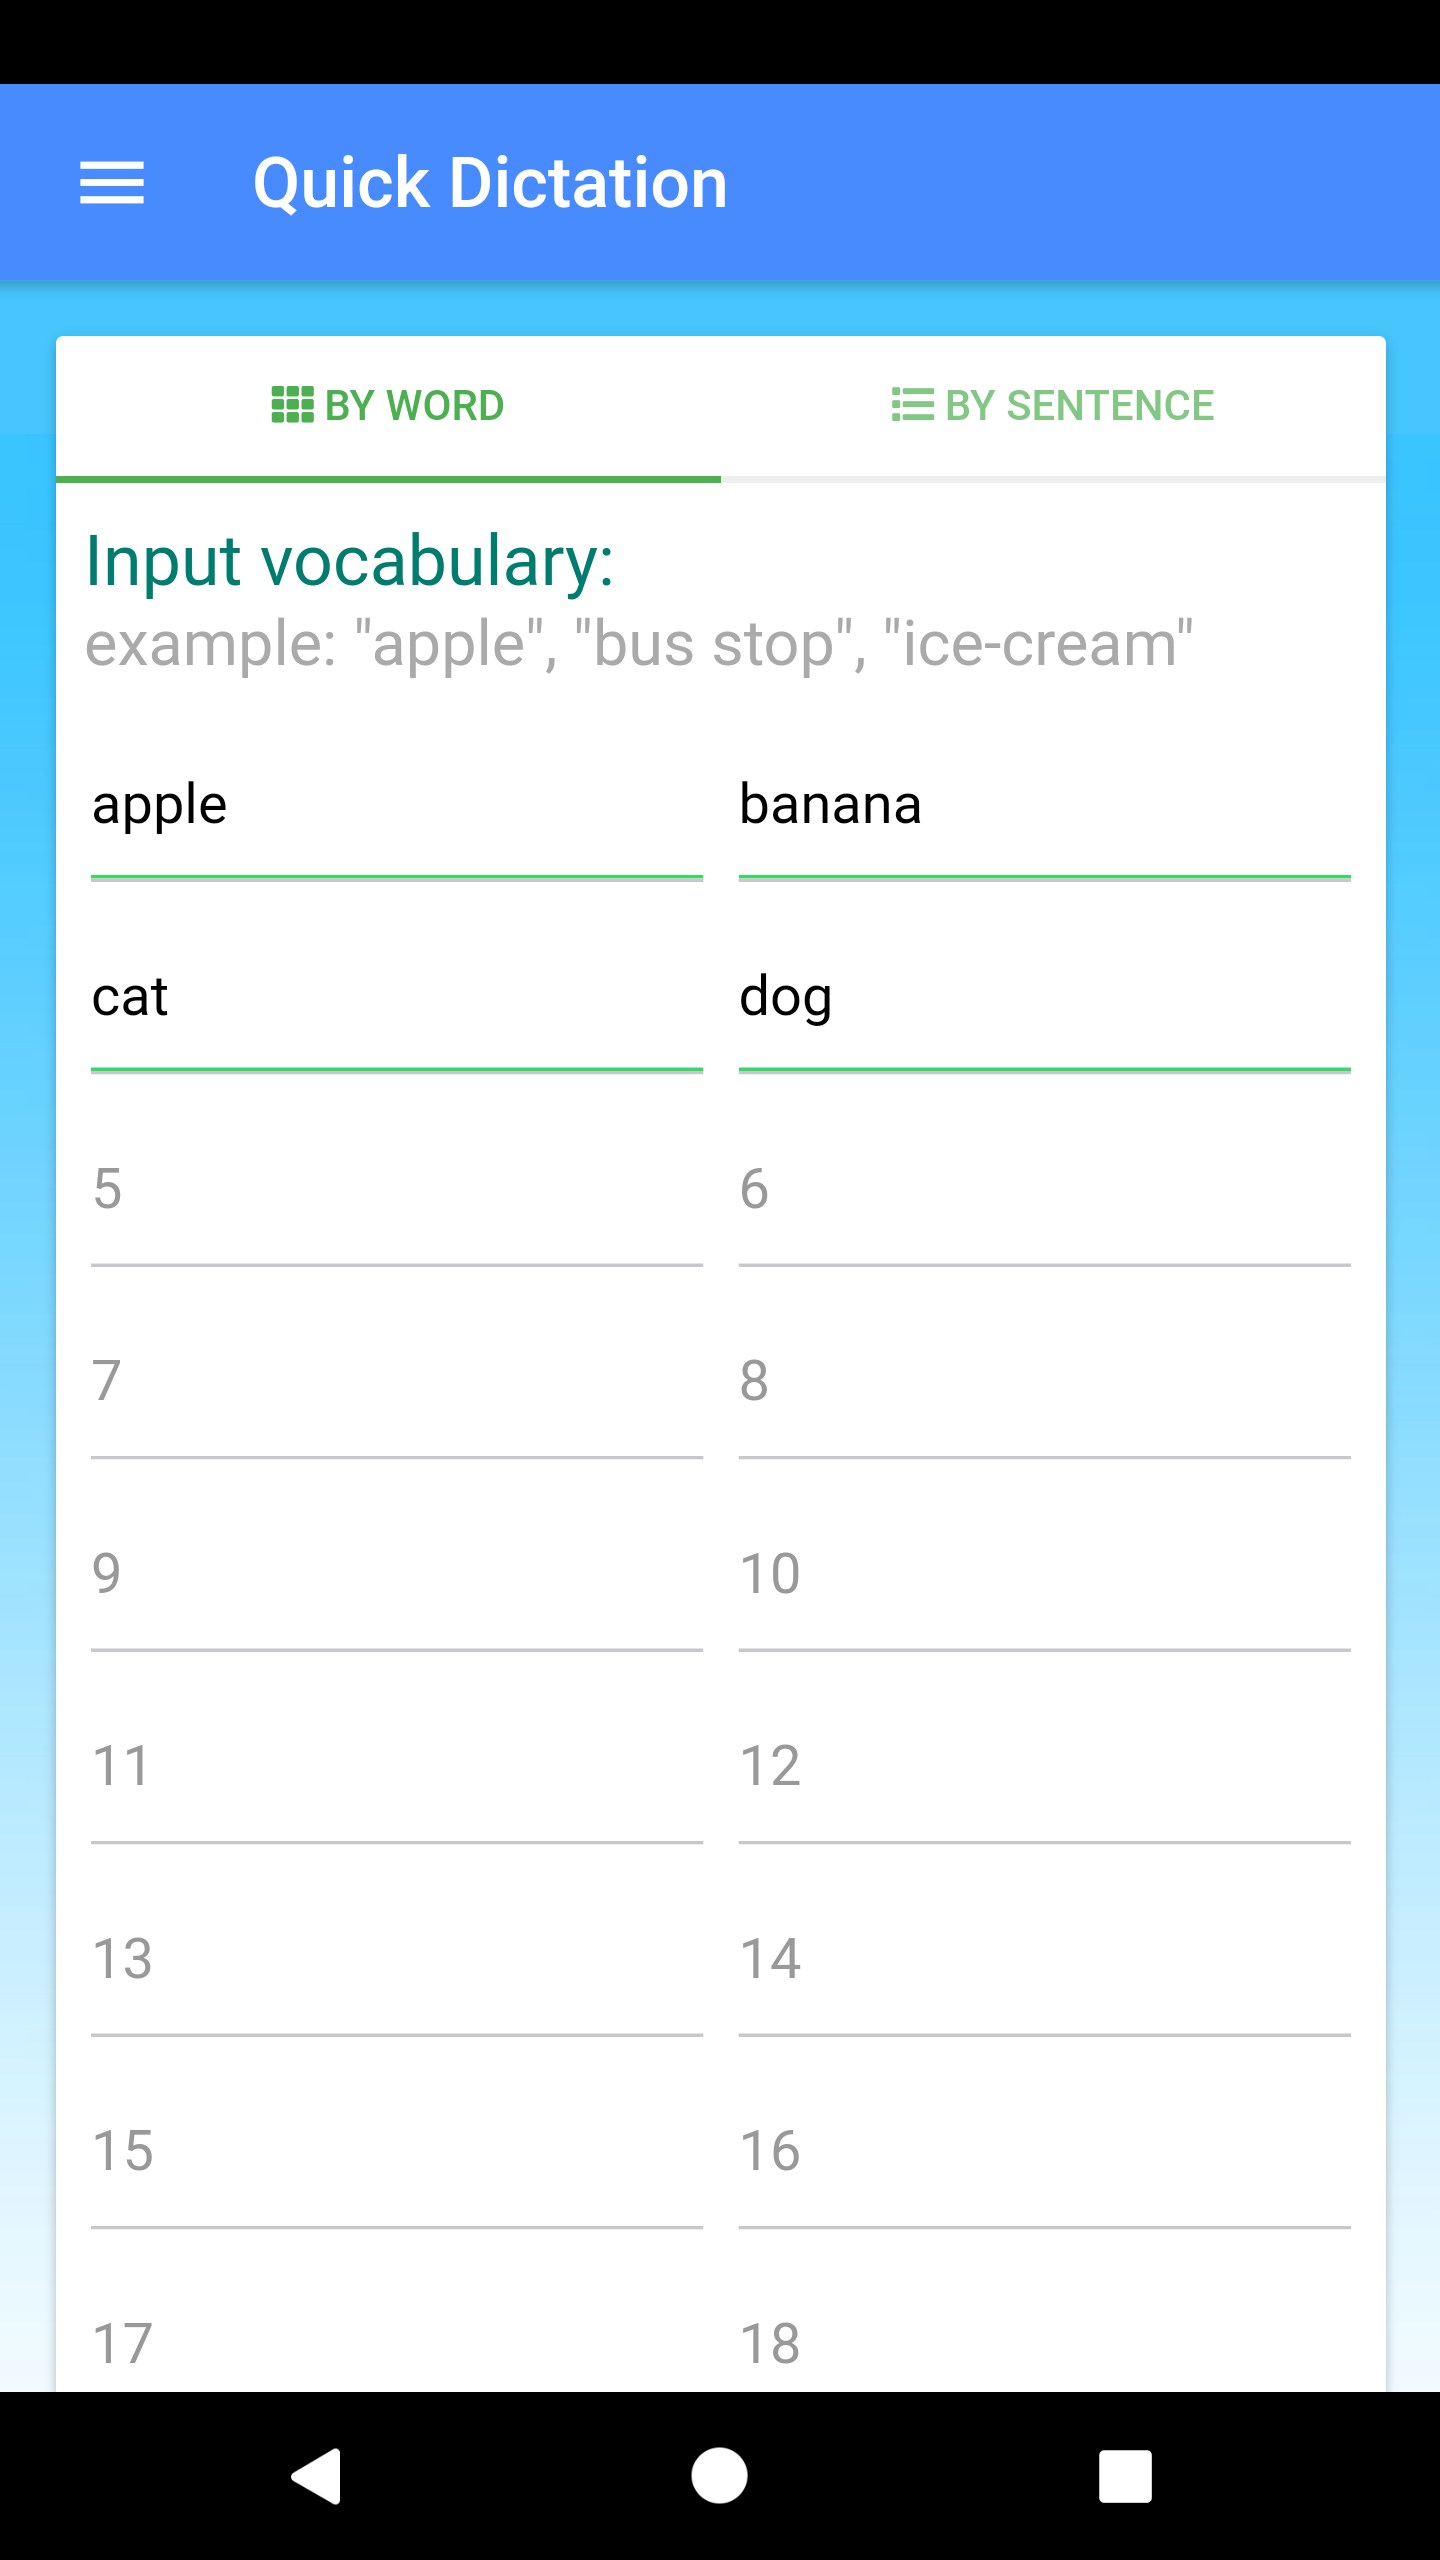 Quick Dictation
BY WORD
BY SENTENCE
Input vocabulary:
example: "apple", "bus stop", "ice-cream"
apple
banana
cat
dog
5
6
7
8
9
10
11
12
13
14
15
16
17
18